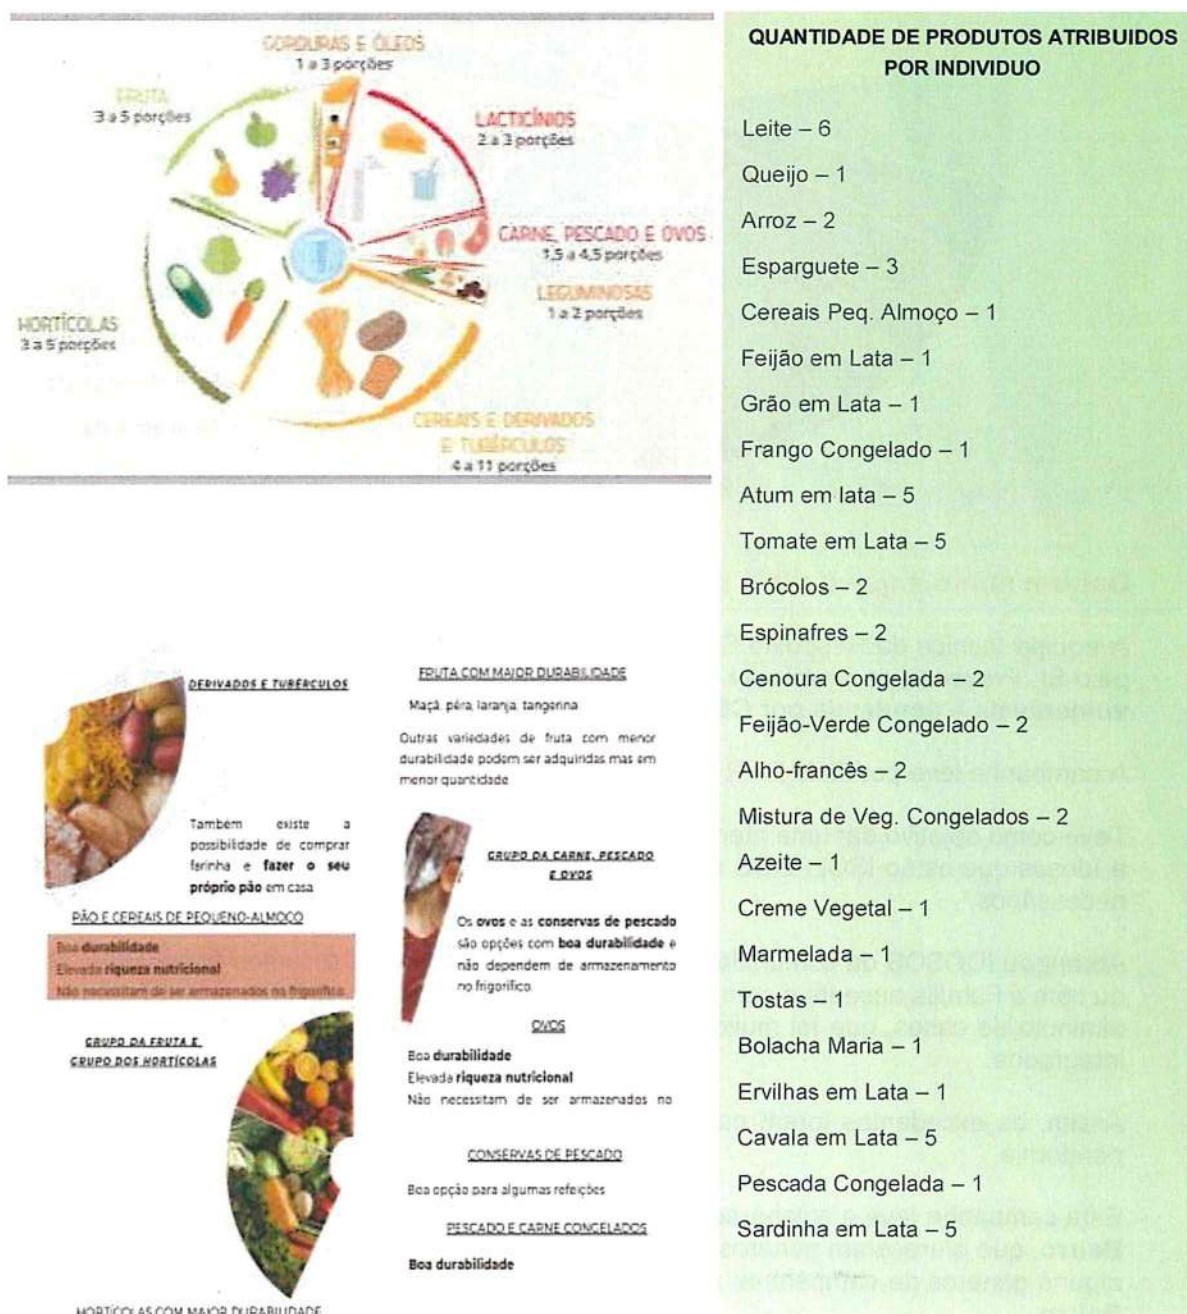 GORDURAS E ÓLEOS
1 a 3 porções
FRUTA
3 a 5 porções
LACTICÍNIOS
2 a 3 porções
CARNE, PESCADO E OVOS
1,5 a 4,5 porções
LEGUMINOSAS
1 a 2 porções
HORTÍCOLAS
3 a 5 porções
CEREAIS E DERIVADOS
E TUBÉRCULOS
4 a 11 porções
DERIVADOS E TUBÉRCULOS
Também existe a
possibilidade de comprar
farinha e fazer o seu
próprio pão em casa
PÃO E CEREAIS DE PEQUENO-ALMOÇO
Boa durabilidade
Elevada riqueza nutricional
Não necessitam de ser armazenados no frigorífico
GRUPO DA FRUTA E
GRUPO DOS HORTÍCOLAS
HORTÍCOLAS COM MAIOR DURABILIDADE
FRUTA COM MAIOR DURABILIDADE
Maçã, pêra, laranja, tangerina
Outras variedades de fruta com menor
durabilidade podem ser adquiridas mas em
menor quantidade
GRUPO DA CARNE, PESCADO
E OVOS
Os ovos e as conservas de pescado
são opções com boa durabilidade e
não dependem de armazenamento
no frigorífico
OVOS
Boa durabilidade
Elevada riqueza nutricional
Não necessitam de ser armazenados no
CONSERVAS DE PESCADO
Boa opção para algumas refeições
PESCADO E CARNE CONGELADOS
Boa durabilidade
QUANTIDADE DE PRODUTOS ATRIBUIDOS
POR INDIVIDUO
Leite – 6
Queijo – 1
Arroz – 2
Esparguete – 3
Cereais Peq. Almoço – 1
Feijão em Lata – 1
Grão em Lata – 1
Frango Congelado – 1
Atum em lata – 5
Tomate em Lata – 5
Brócolos – 2
Espinafres – 2
Cenoura Congelada – 2
Feijão-Verde Congelado – 2
Alho-francês – 2
Mistura de Veg. Congelados – 2
Azeite – 1
Creme Vegetal – 1
Marmelada – 1
Tostas – 1
Bolacha Maria – 1
Ervilhas em Lata – 1
Cavala em Lata – 5
Pescada Congelada – 1
Sardinha em Lata – 5